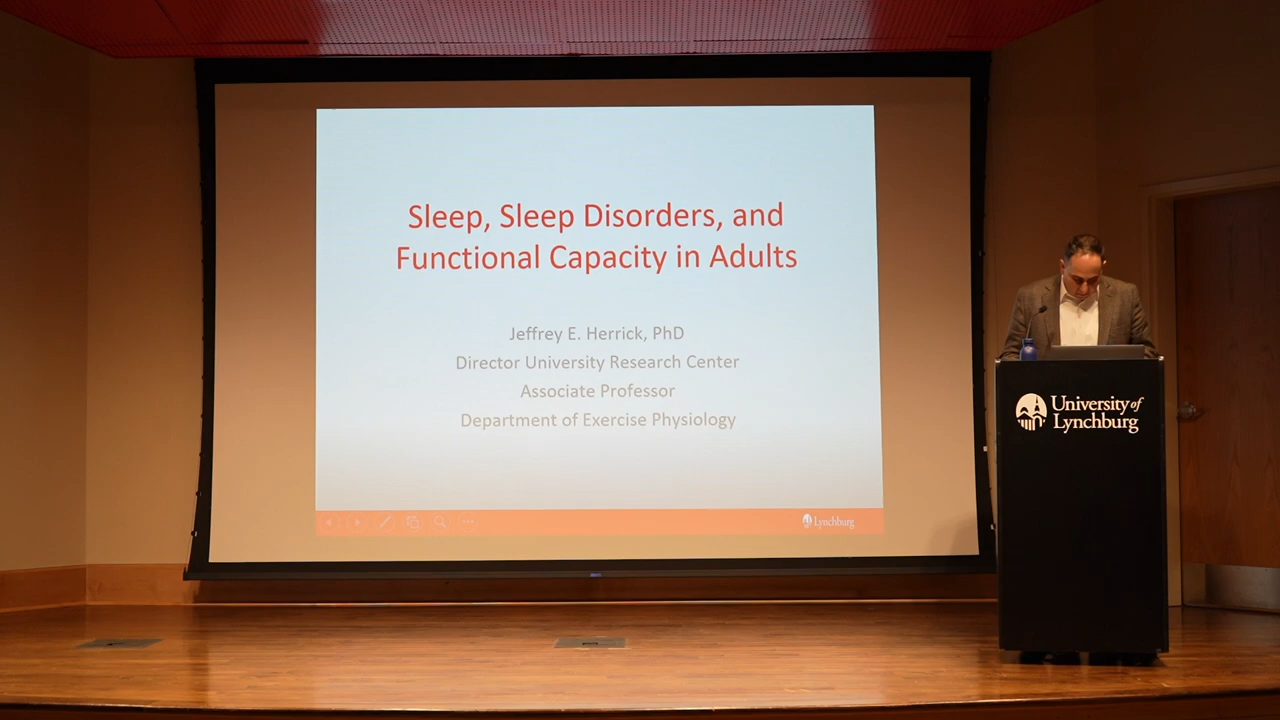 Sleep, Sleep Disorders, and
Functional Capacity in Adults
Jeffrey E. Herrick, PhD
Director University Research Center
Associate Professor
Department of Exercise Physiology
Lynchburg
University of
Lynchburg